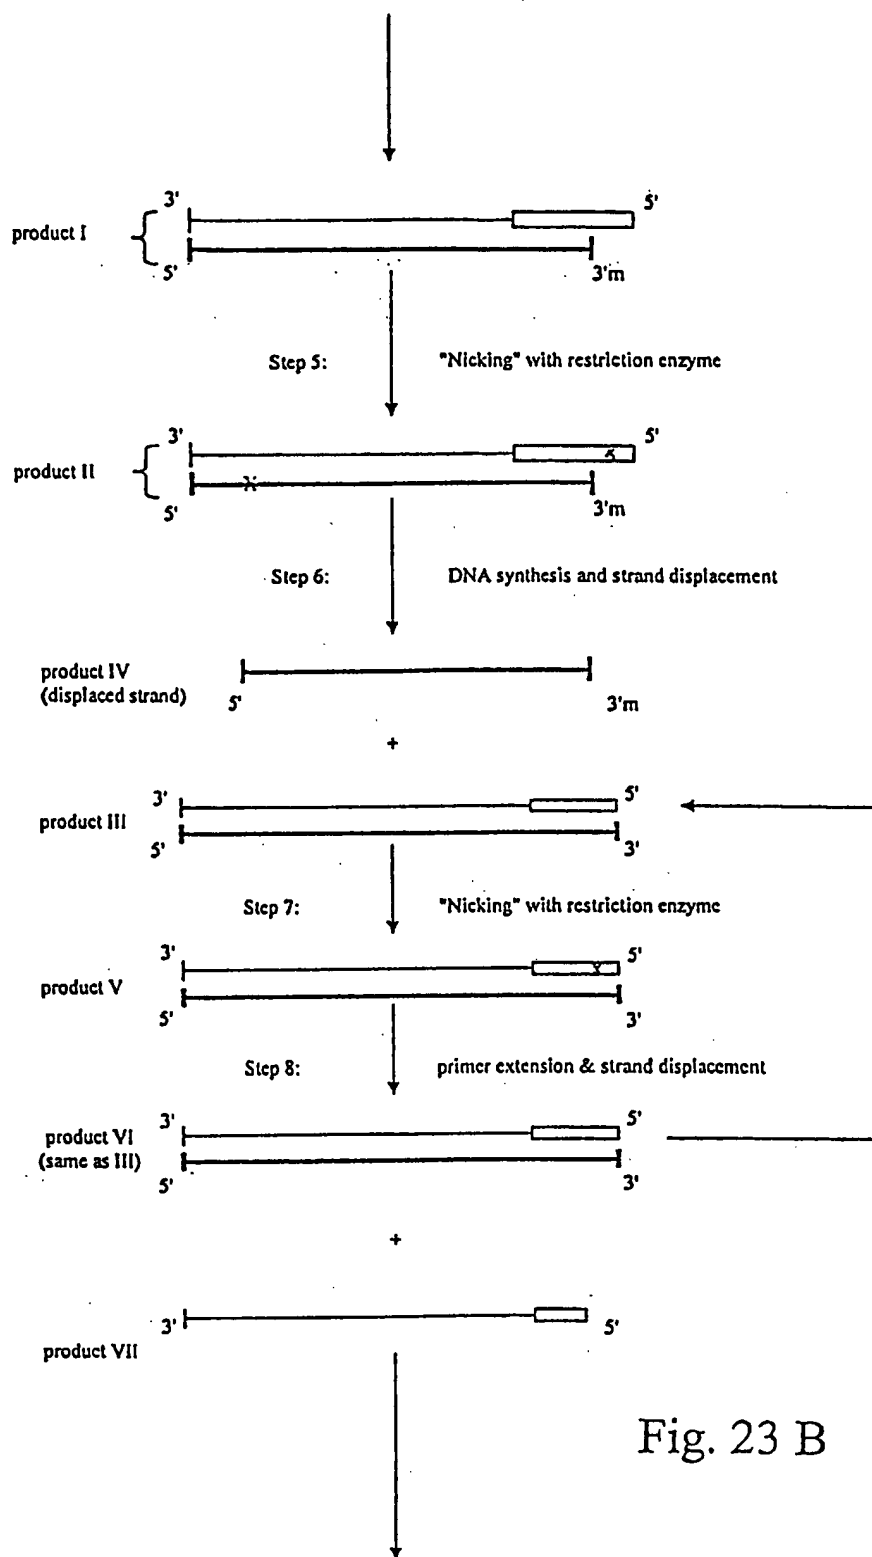 3' 5'
product I
5' 3'm
Step 5: "Nicking" with restriction enzyme
3' 5'
product II
X
5' 3'm
Step 6: DNA synthesis and strand displacement
product IV
(displaced strand)
5' 3'm
+
3' 5'
product III
5' 3'
Step 7: "Nicking" with restriction enzyme
3' 5'
product V
5' 3'
Step 8: primer extension & strand displacement
3' 5'
product VI
(same as III)
5' 3'
+
3' 5'
product VII
Fig. 23 B